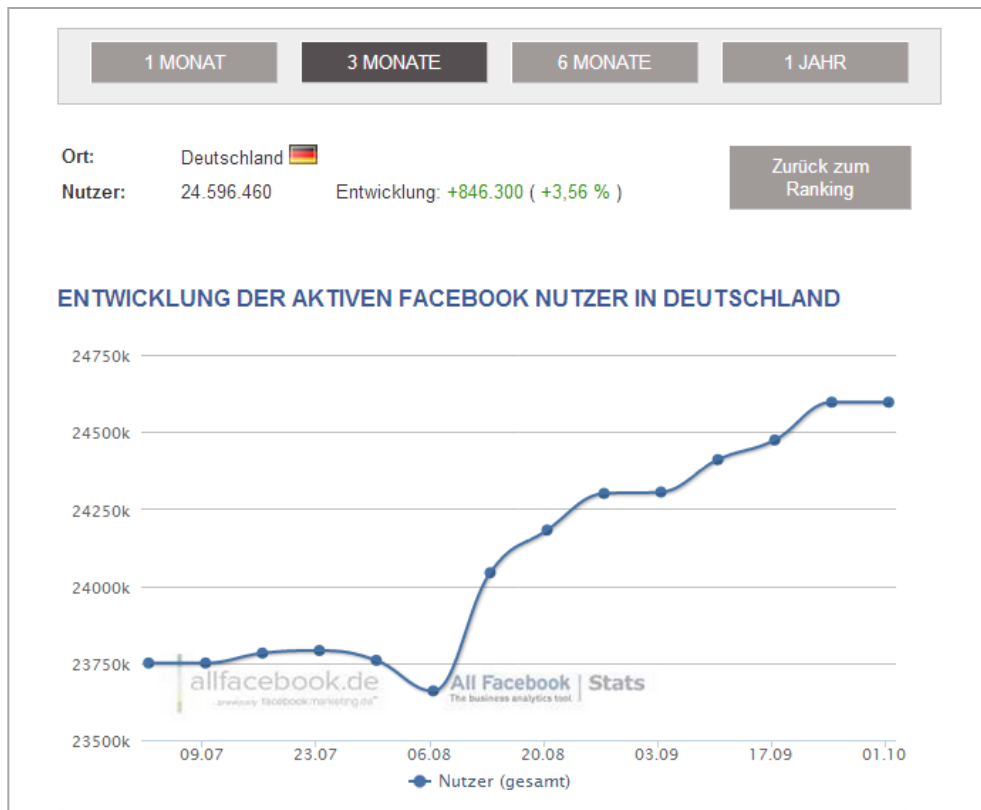 1 MONAT 3 MONATE 6 MONATE 1 JAHR
Ort: Deutschland
Nutzer: 24.596.460 Entwicklung: +846.300 ( +3,56 % )
Zurück zum
Ranking
ENTWICKLUNG DER AKTIVEN FACEBOOK NUTZER IN DEUTSCHLAND
24750k
24500k
24250k
24000k
23750k
23500k
allfacebook.de
...previously facebookmarketing.de
All Facebook | Stats
The business analytics tool
09.07 23.07 06.08 20.08 03.09 17.09 01.10
Nutzer (gesamt)